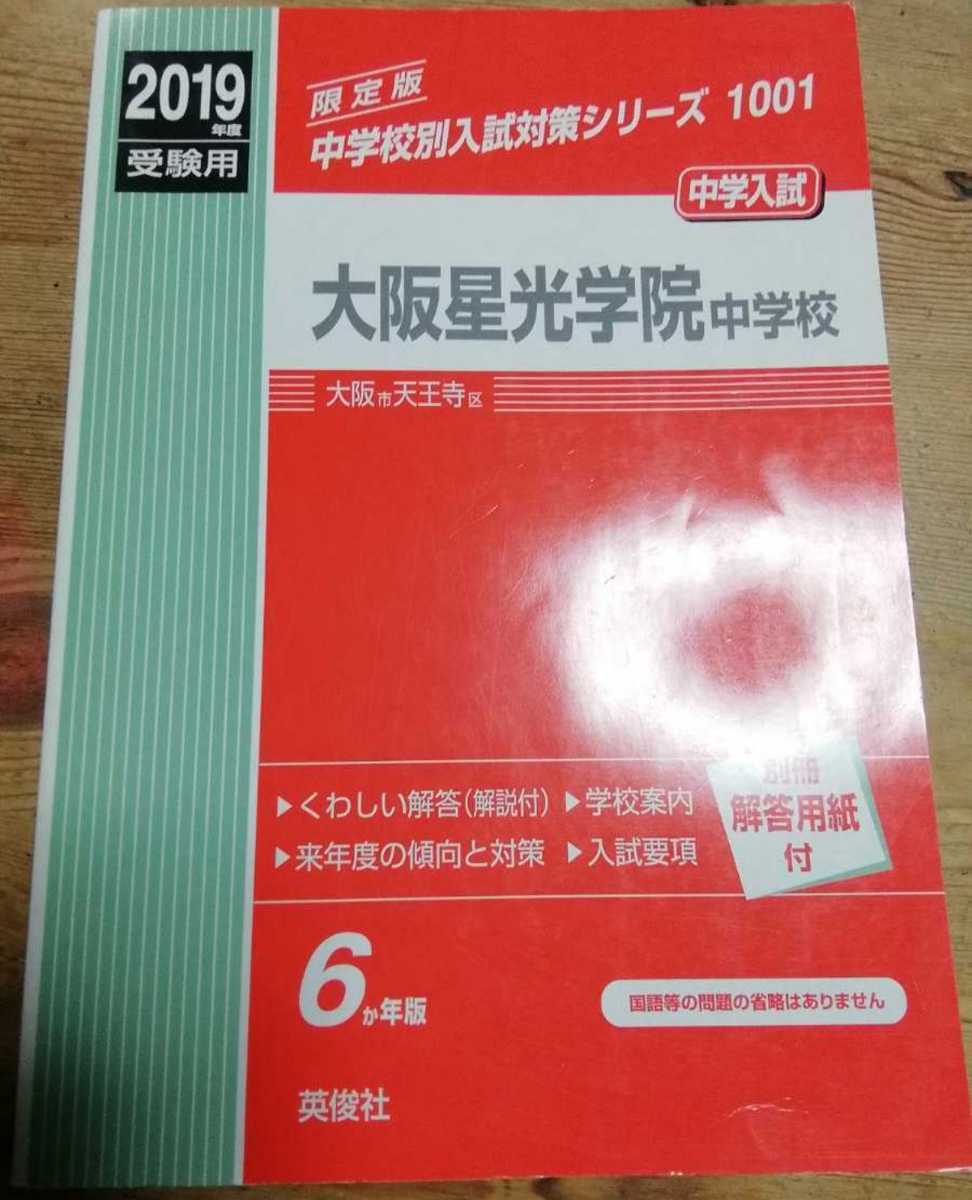 2019
年度
受験用
限定版
中学校別入試対策シリーズ 1001
中学入試
大阪星光学院中学校
大阪市天王寺区
▶くわしい解答(解説付) ▶学校案内
▶来年度の傾向と対策 ▶入試要項
別冊
解答用紙
付
6か年版
国語等の問題の省略はありません
英俊社